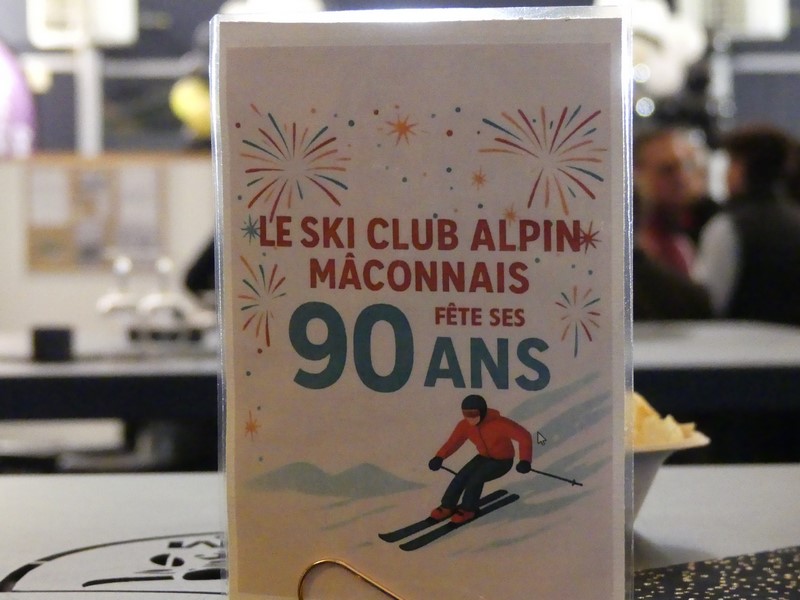 LE SKI CLUB ALPIN
MÂCONNAIS
FÊTE SES
90 ANS